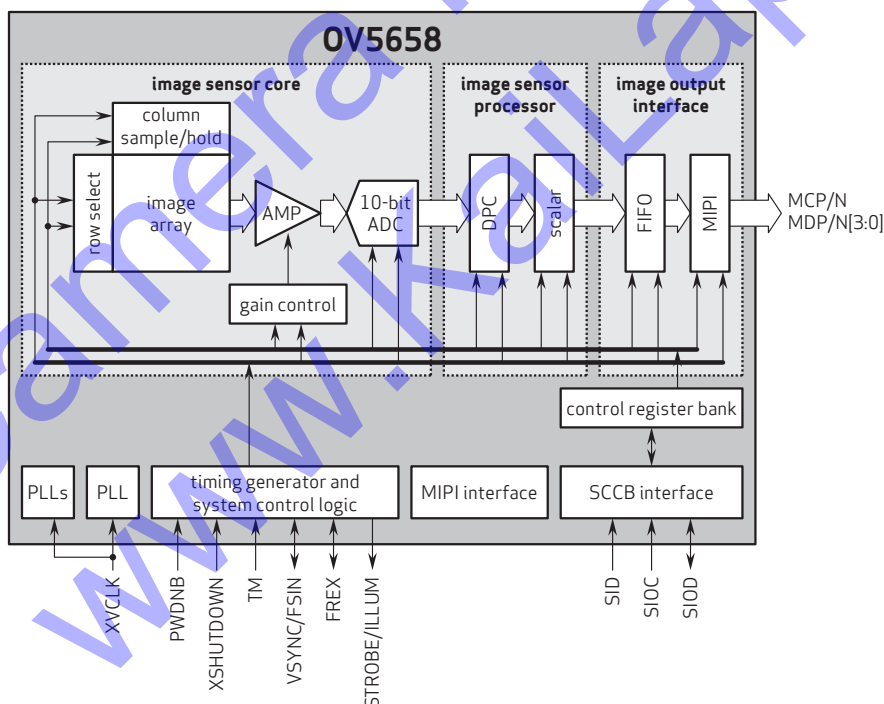 OV5658
image sensor core
image sensor
processor
image output
interface
column
sample/hold
row select
image
array
AMP
10-bit
ADC
DPC
scalar
FIFO
MIPI
MCP/N
MDP/N[3:0]
gain control
control register bank
PLLs
PLL
timing generator and
system control logic
MIPI interface
SCCB interface
XVCLK
PWDNB
XSHUTDOWN
TM
VSYNC/FSIN
FREX
STROBE/ILLUM
SID
SIOC
SIOD